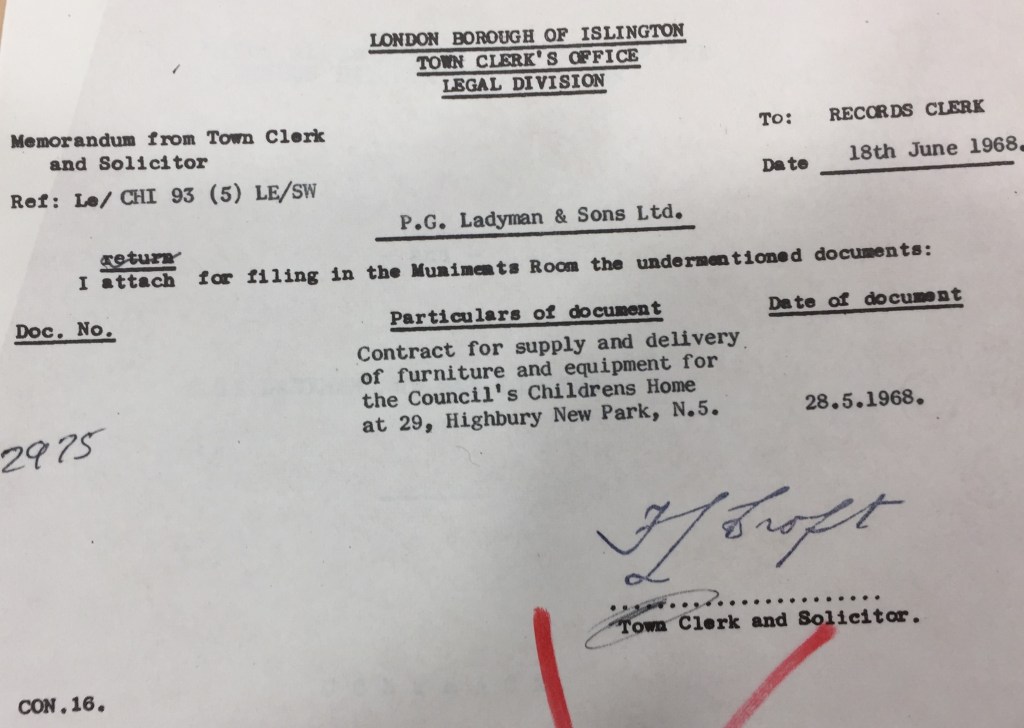 LONDON BOROUGH OF ISLINGTON
TOWN CLERK'S OFFICE
LEGAL DIVISION
To: RECORDS CLERK
Memorandum from Town Clerk
and Solicitor
Date 18th June 1968.
Ref: Le/ CHI 93 (5) LE/SW
P.G. Ladyman & Sons Ltd.
return
I attach for filing in the Muniments Room the undermentioned documents:
Doc. No. Particulars of document Date of document
Contract for supply and delivery
of furniture and equipment for
the Council's Childrens Home
at 29, Highbury New Park, N.5. 28.5.1968.
2975
Town Clerk and Solicitor.
CON.16.